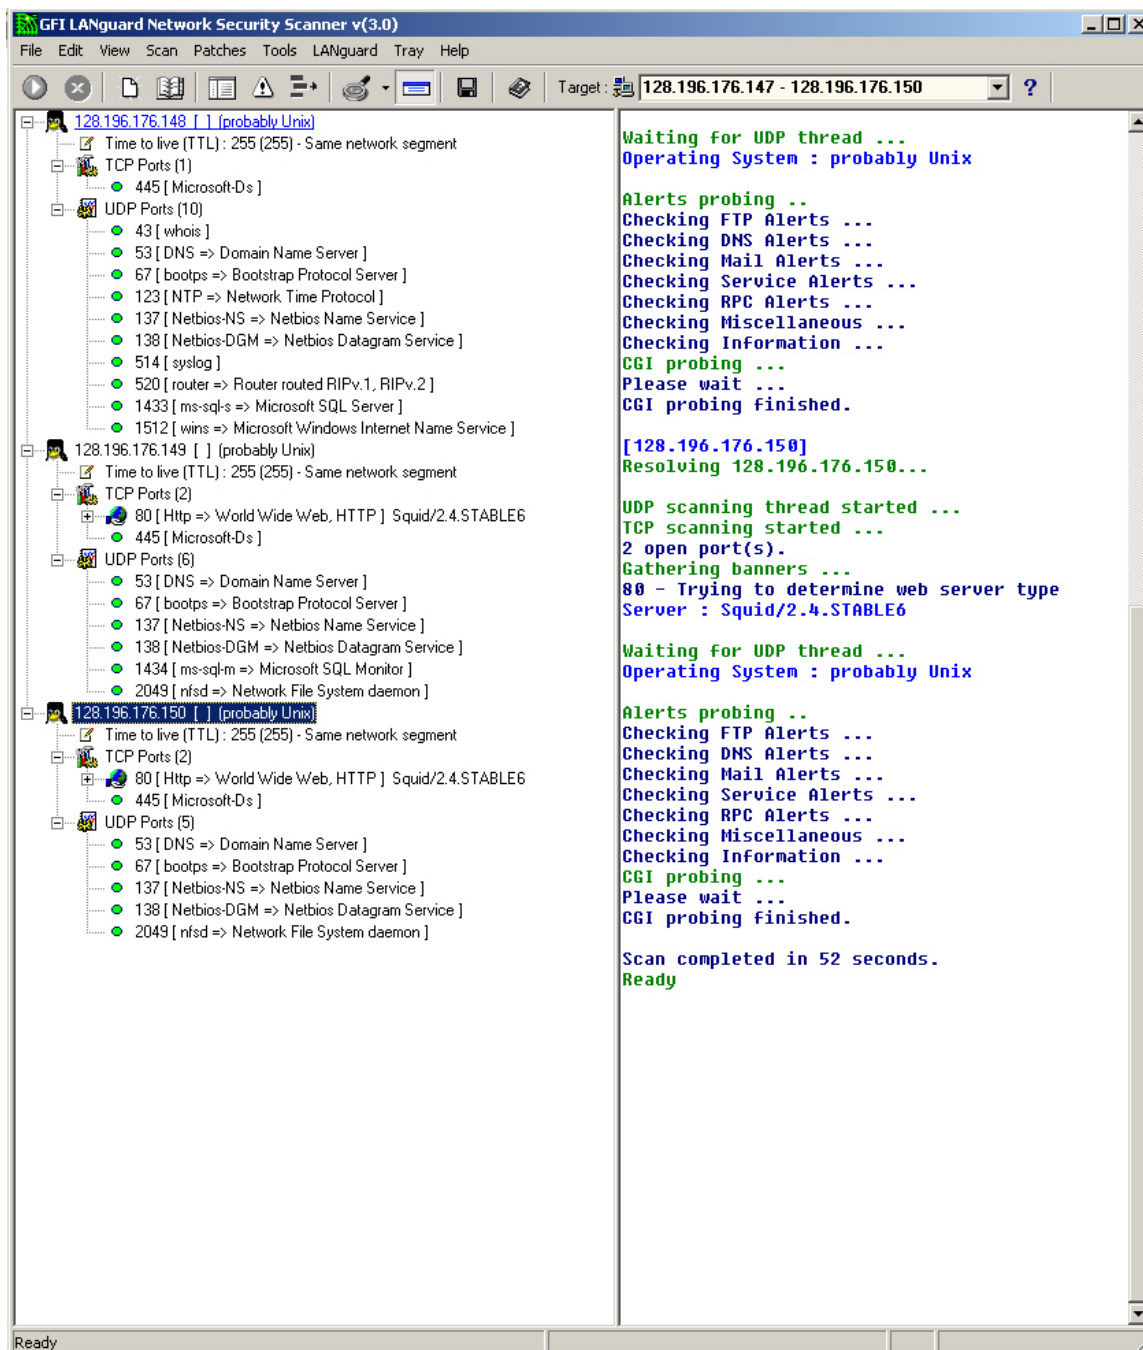 GFI LANguard Network Security Scanner v(3.0)
File Edit View Scan Patches Tools LANguard Tray Help
Target : 128.196.176.147 - 128.196.176.150 ?
128.196.176.148 [ ] (probably Unix)
Time to live (TTL) : 255 (255) - Same network segment
TCP Ports (1)
445 [ Microsoft-Ds ]
UDP Ports (10)
43 [ whois ]
53 [ DNS => Domain Name Server ]
67 [ bootps => Bootstrap Protocol Server ]
123 [ NTP => Network Time Protocol ]
137 [ Netbios-NS => Netbios Name Service ]
138 [ Netbios-DGM => Netbios Datagram Service ]
514 [ syslog ]
520 [ router => Router routed RIPv.1, RIPv.2 ]
1433 [ ms-sql-s => Microsoft SQL Server ]
1512 [ wins => Microsoft Windows Internet Name Service ]
128.196.176.149 [ ] (probably Unix)
Time to live (TTL) : 255 (255) - Same network segment
TCP Ports (2)
80 [ Http => World Wide Web, HTTP ] Squid/2.4.STABLE6
445 [ Microsoft-Ds ]
UDP Ports (6)
53 [ DNS => Domain Name Server ]
67 [ bootps => Bootstrap Protocol Server ]
137 [ Netbios-NS => Netbios Name Service ]
138 [ Netbios-DGM => Netbios Datagram Service ]
1434 [ ms-sql-m => Microsoft SQL Monitor ]
2049 [ nfsd => Network File System daemon ]
128.196.176.150 [ ] (probably Unix)
Time to live (TTL) : 255 (255) - Same network segment
TCP Ports (2)
80 [ Http => World Wide Web, HTTP ] Squid/2.4.STABLE6
445 [ Microsoft-Ds ]
UDP Ports (5)
53 [ DNS => Domain Name Server ]
67 [ bootps => Bootstrap Protocol Server ]
137 [ Netbios-NS => Netbios Name Service ]
138 [ Netbios-DGM => Netbios Datagram Service ]
2049 [ nfsd => Network File System daemon ]
Waiting for UDP thread ...
Operating System : probably Unix
Alerts probing ..
Checking FTP Alerts ...
Checking DNS Alerts ...
Checking Mail Alerts ...
Checking Service Alerts ...
Checking RPC Alerts ...
Checking Miscellaneous ...
Checking Information ...
CGI probing ...
Please wait ...
CGI probing finished.
[128.196.176.150]
Resolving 128.196.176.150...
UDP scanning thread started ...
TCP scanning started ...
2 open port(s).
Gathering banners ...
80 - Trying to determine web server type
Server : Squid/2.4.STABLE6
Waiting for UDP thread ...
Operating System : probably Unix
Alerts probing ..
Checking FTP Alerts ...
Checking DNS Alerts ...
Checking Mail Alerts ...
Checking Service Alerts ...
Checking RPC Alerts ...
Checking Miscellaneous ...
Checking Information ...
CGI probing ...
Please wait ...
CGI probing finished.
Scan completed in 52 seconds.
Ready
Ready